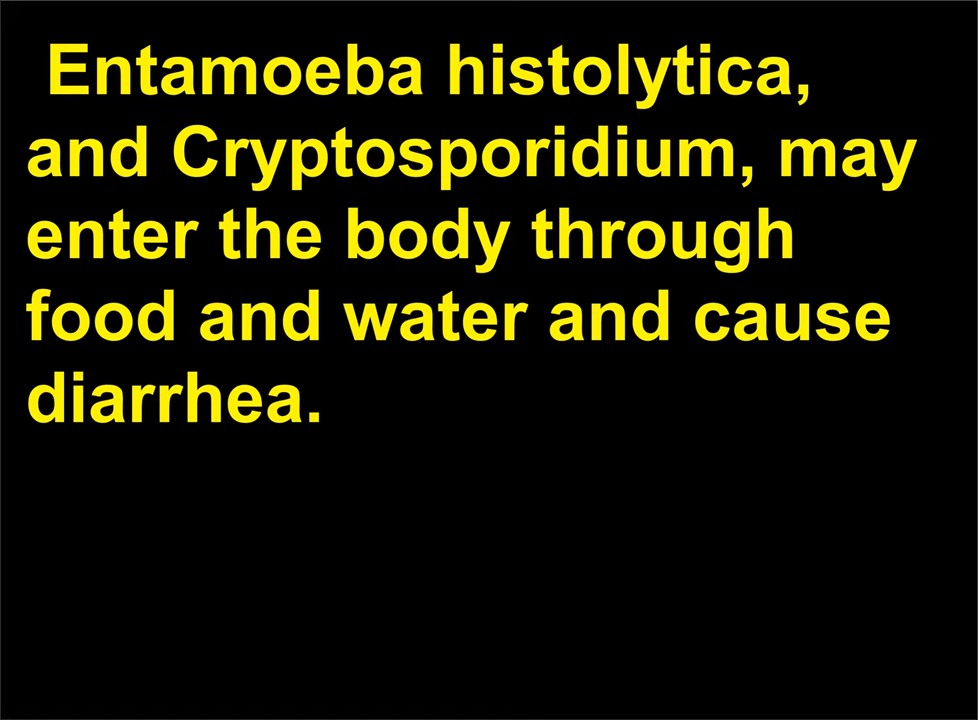 Entamoeba histolytica,
and Cryptosporidium, may
enter the body through
food and water and cause
diarrhea.